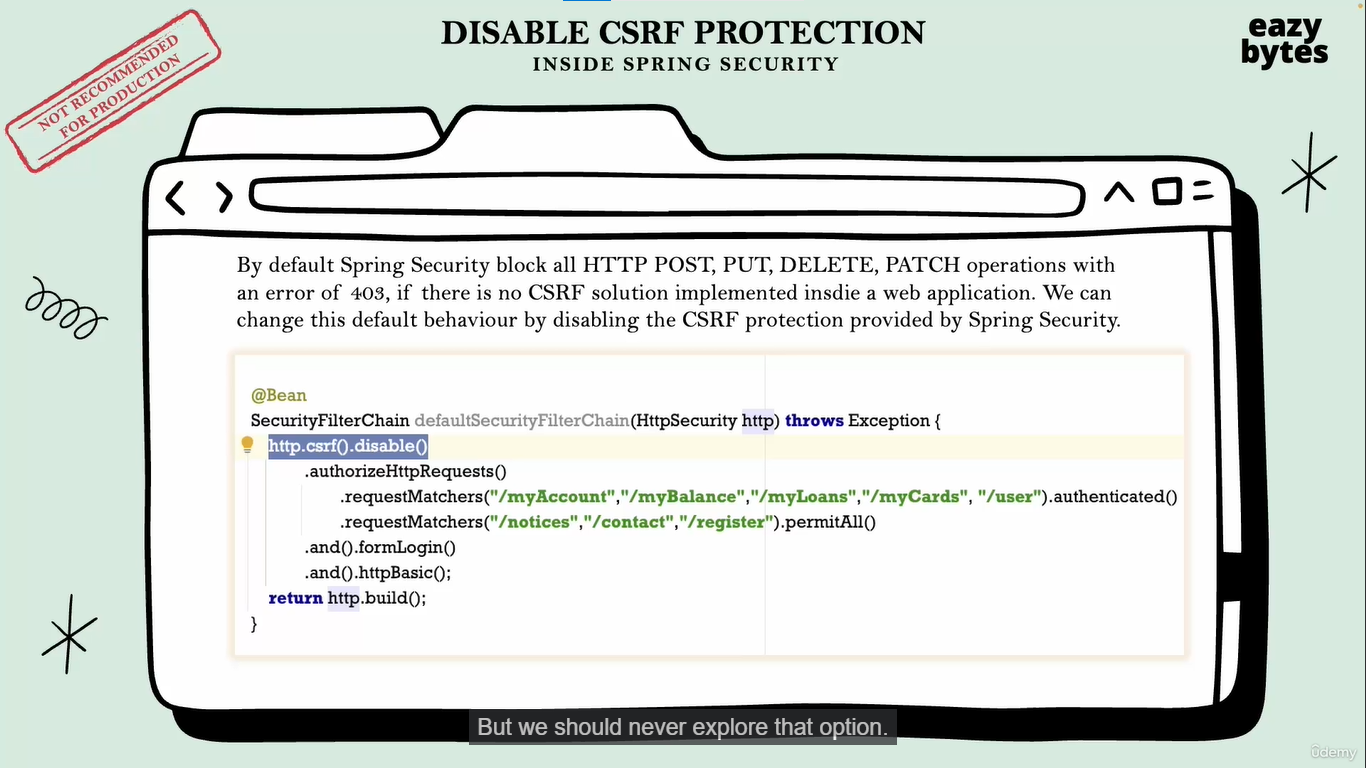 NOT RECOMMENDED
FOR PRODUCTION
DISABLE CSRF PROTECTION
INSIDE SPRING SECURITY
eazy
bytes
By default Spring Security block all HTTP POST, PUT, DELETE, PATCH operations with
an error of 403, if there is no CSRF solution implemented insdie a web application. We can
change this default behaviour by disabling the CSRF protection provided by Spring Security.
@Bean
SecurityFilterChain defaultSecurityFilterChain(HttpSecurity http) throws Exception {
http.csrf().disable()
.authorizeHttpRequests()
.requestMatchers("/myAccount","/myBalance","/myLoans","/myCards", "/user").authenticated()
.requestMatchers("/notices","/contact","/register").permitAll()
.and().formLogin()
.and().httpBasic();
return http.build();
}
But we should never explore that option.
ûdemy